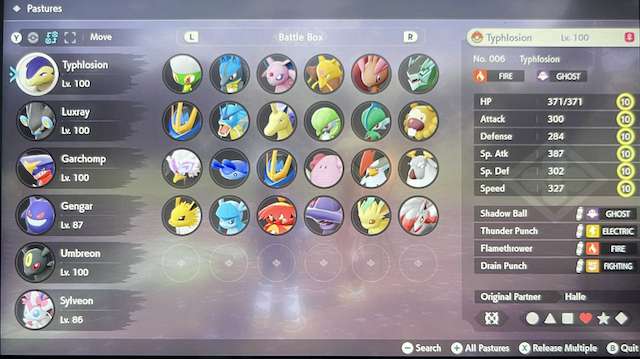 Pastures
Y Move
L Battle Box R
Typhlosion Lv. 100
No. 006 Typhlosion
FIRE GHOST
Typhlosion
Lv. 100
Luxray
Lv. 100
Garchomp
Lv. 100
Gengar
Lv. 87
Umbreon
Lv. 100
Sylveon
Lv. 86
HP 371/371 10
Attack 300 10
Defense 284 10
Sp. Atk 387 10
Sp. Def 302 10
Speed 327 10
Shadow Ball GHOST
Thunder Punch ELECTRIC
Flamethrower FIRE
Drain Punch FIGHTING
Original Partner Halle
Search + All Pastures X Release Multiple B Quit